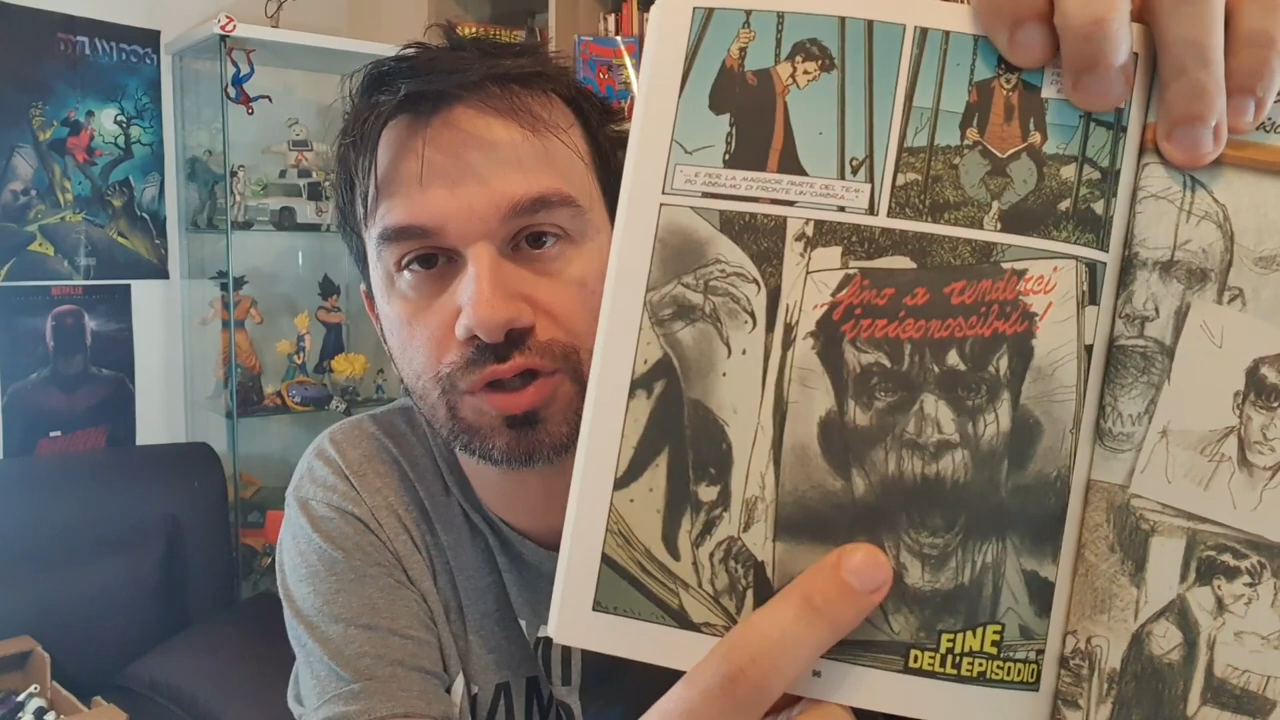 DYLAN DOG
NETFLIX
AMAZING
"... E PER LA MAGGIOR PARTE DEL TEM-
PO ABBIAMO DI FRONTE UN'OMBRA..."
...fino a renderci
irriconoscibili!
FINE
DELL'EPISODIO